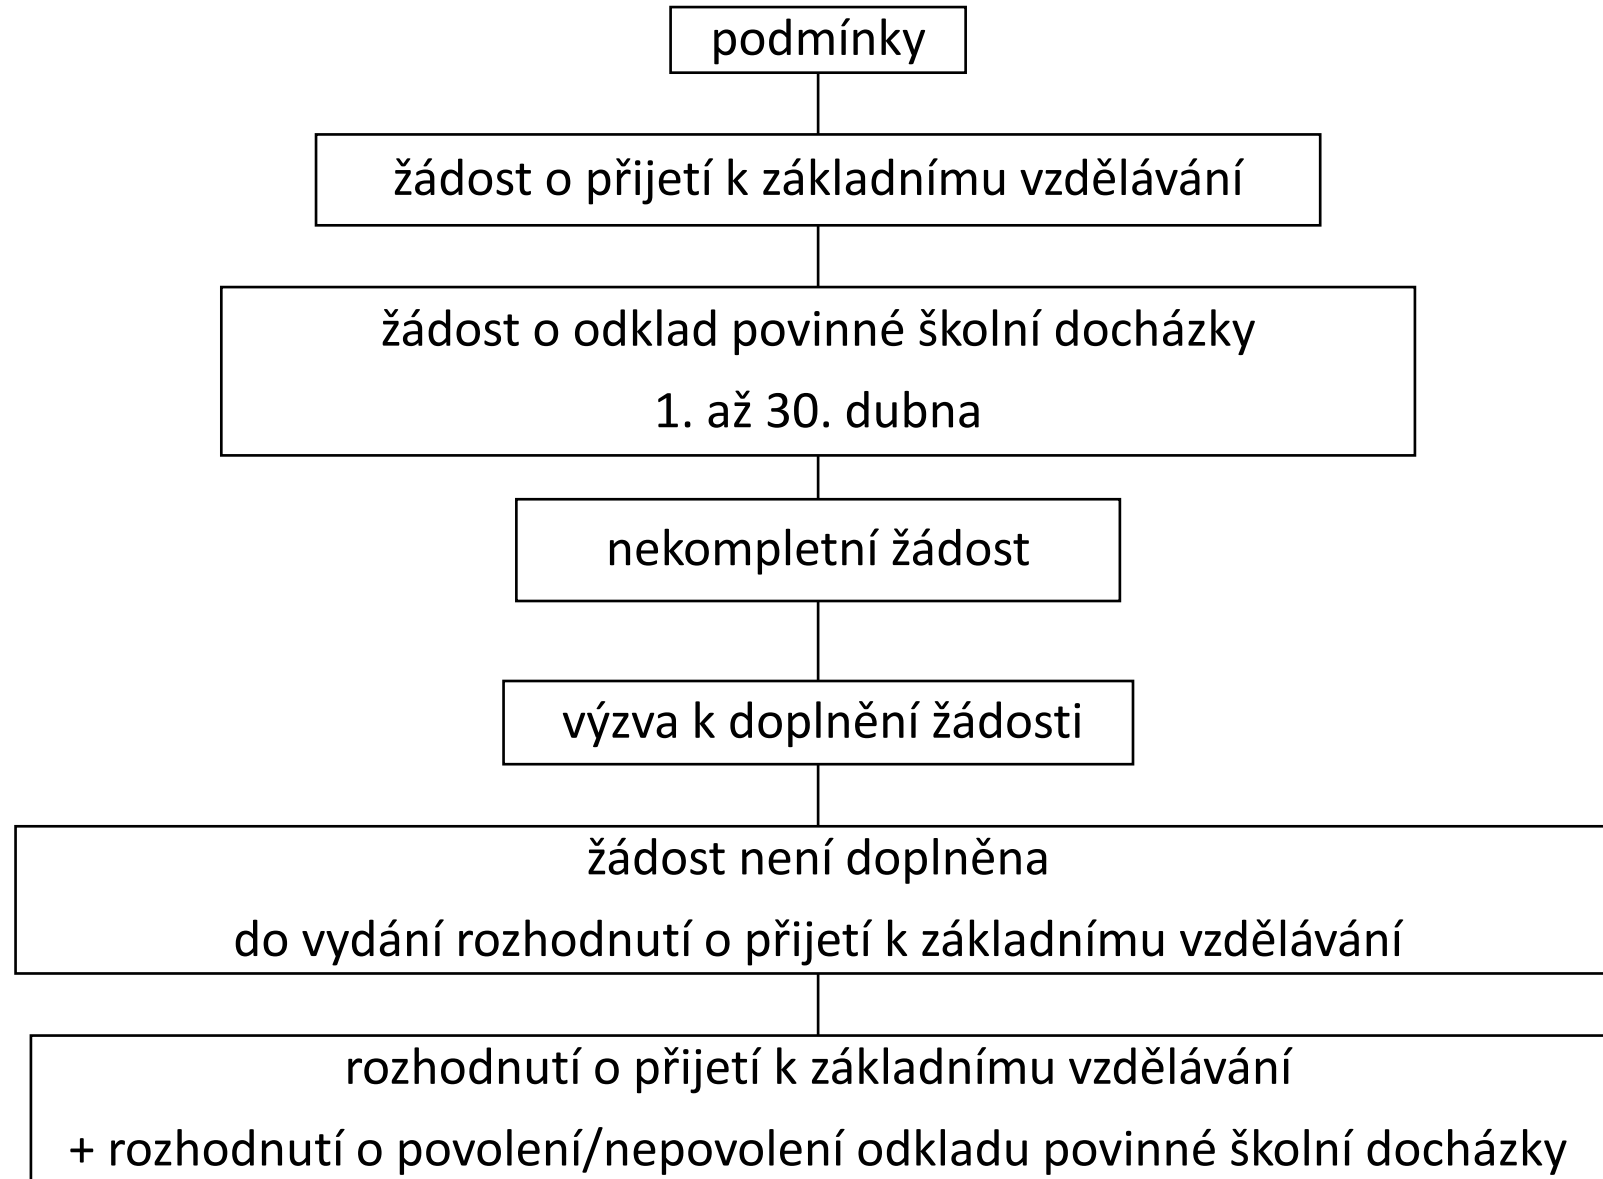 podmínky
žádost o přijetí k základnímu vzdělávání
žádost o odklad povinné školní docházky
1. až 30. dubna
nekompletní žádost
výzva k doplnění žádosti
žádost není doplněna
do vydání rozhodnutí o přijetí k základnímu vzdělávání
rozhodnutí o přijetí k základnímu vzdělávání
+ rozhodnutí o povolení/nepovolení odkladu povinné školní docházky